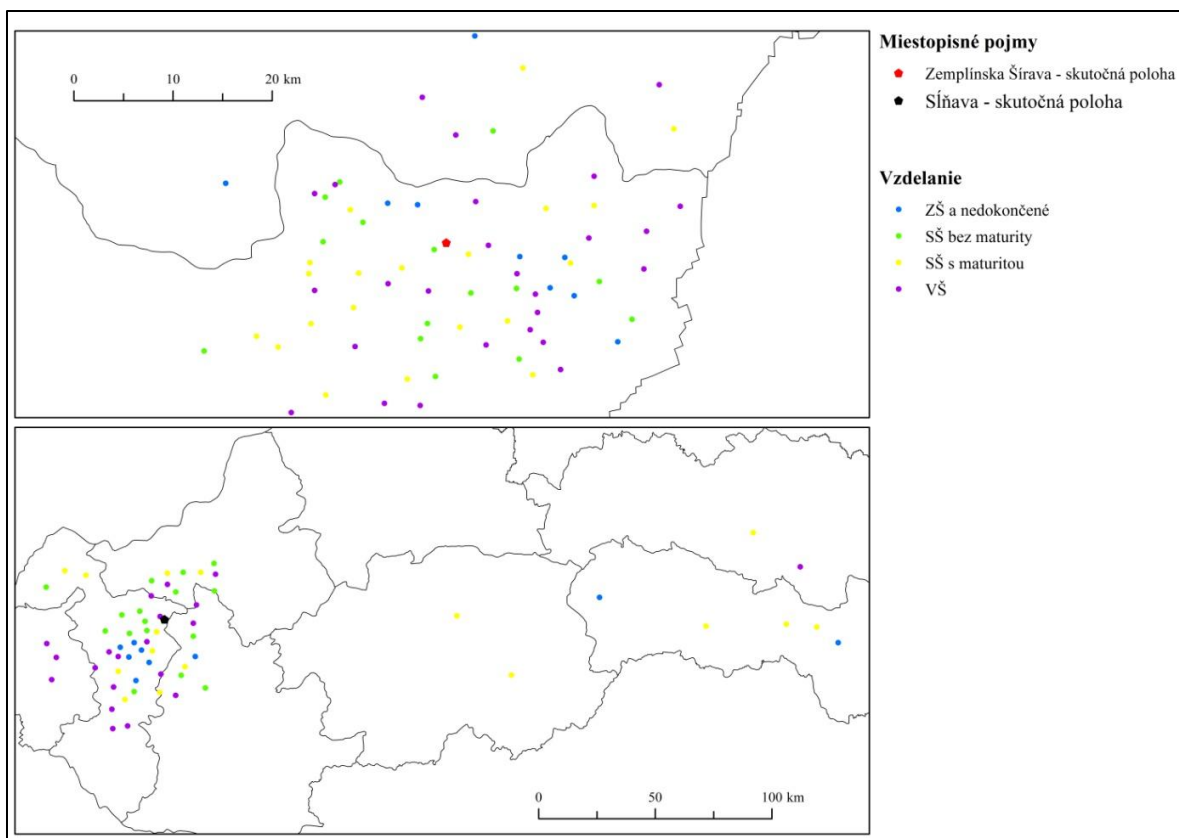 0 10 20 km
Miestopisné pojmy
Zemplínska Šírava - skutočná poloha
Sĺňava - skutočná poloha
Vzdelanie
ZŠ a nedokončené
SŠ bez maturity
SŠ s maturitou
VŠ
0 50 100 km